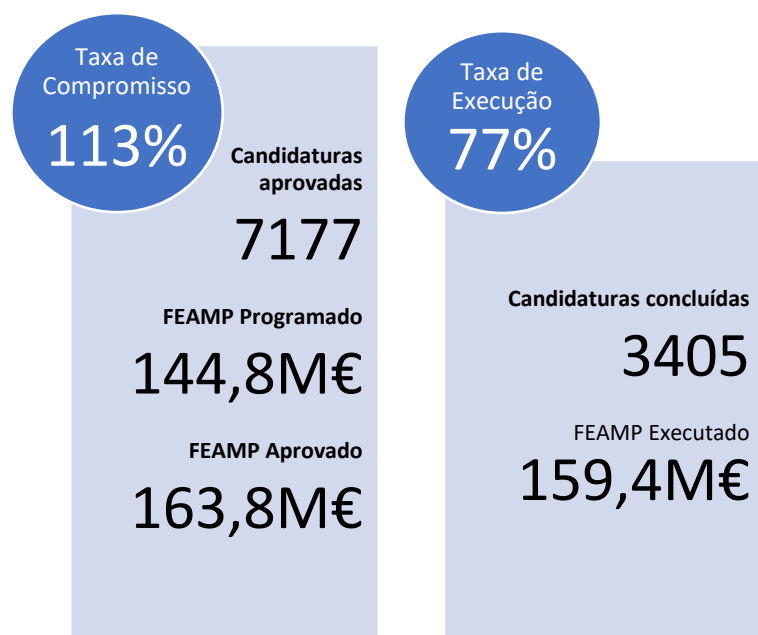 Taxa de
Compromisso
113%
Candidaturas
aprovadas
7177
FEAMP Programado
144,8M€
FEAMP Aprovado
163,8M€
Taxa de
Execução
77%
Candidaturas concluídas
3405
FEAMP Executado
159,4M€